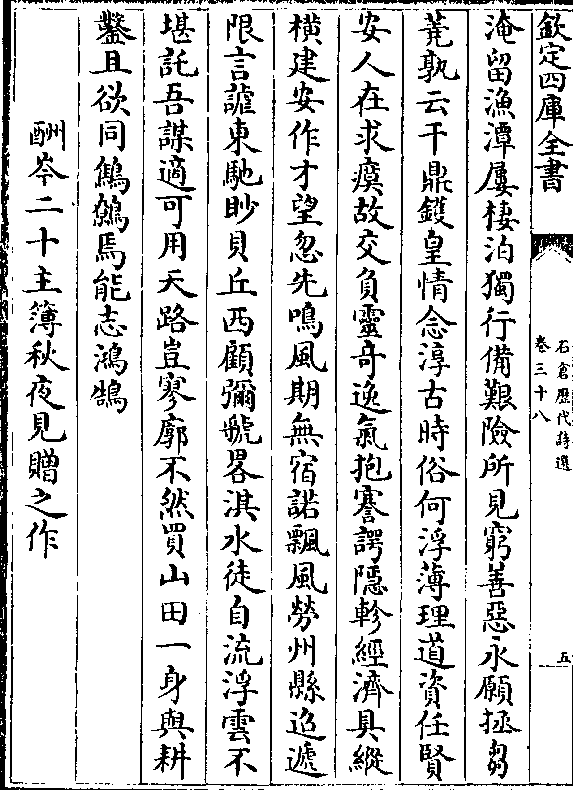 欽定四庫全書
石倉歷代詩選
卷三十八
五
淹留漁潭屢棲泊獨行備艱險所見窮善惡永願拯芻
蕘孰云干鼎鑊皇情念淳古時俗何浮薄理道資任賢
安人在求瘼故交負靈奇逸氣抱謇諤隱軫經濟具縱
橫建安作才望忽先鳴風期無宿諾飄風勞州縣迢遞
限言謔東馳眇貝丘西顧彌虢畧淇水徒自流浮雲不
堪託吾謀適可用天路豈寥廓不然買山田一身與耕
鑿且欲同鷦鷯焉能志鴻鵠
酬岑二十主簿秋夜見贈之作